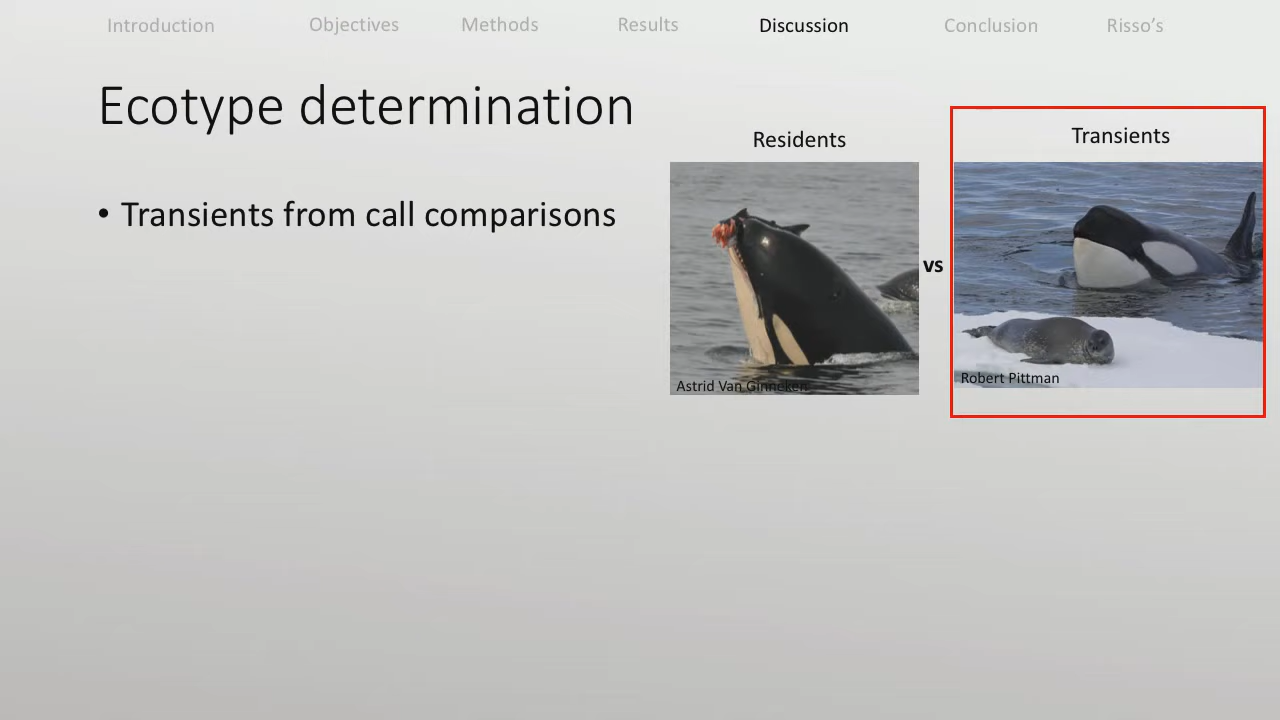 Introduction Objectives Methods Results Discussion Conclusion Risso's
Ecotype determination
• Transients from call comparisons
Residents
Astrid Van Ginneken
vs
Transients
Robert Pittman